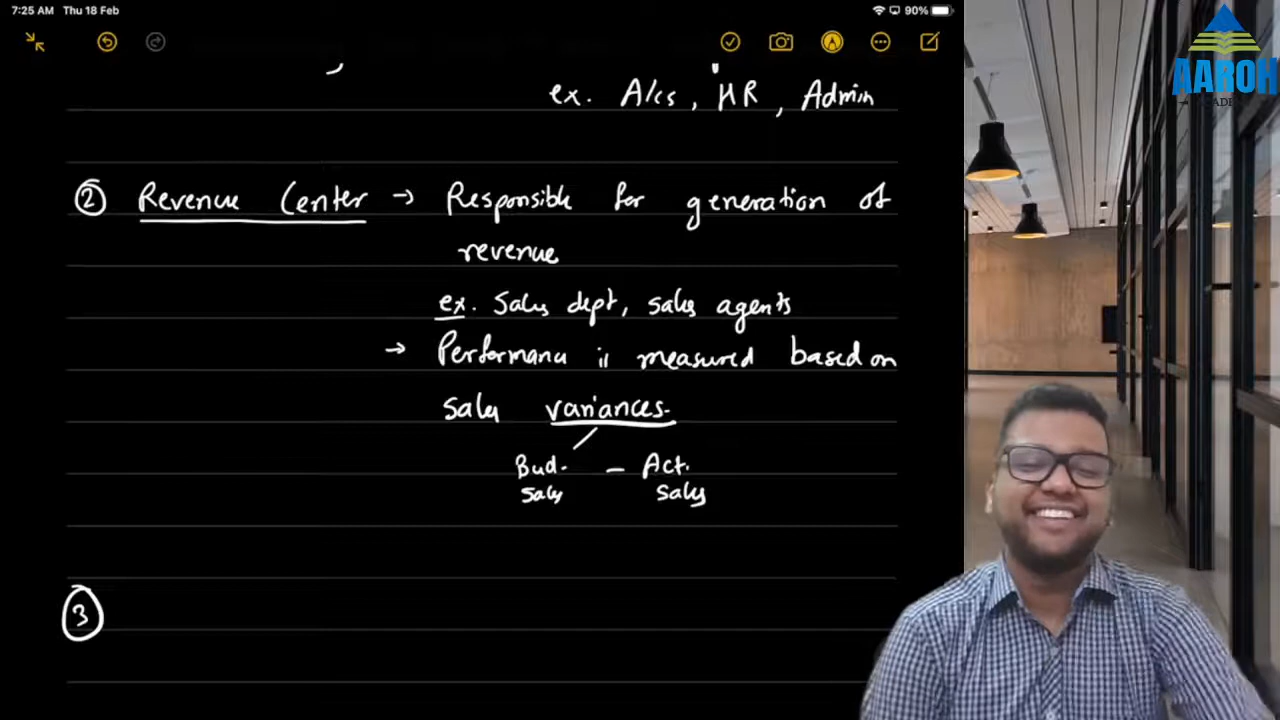 7:25 AM Thu 18 Feb
90%
AAROH
ex. A/cs, HR, Admin
② Revenue Center → Responsible for generation of
revenue
ex. Sales dept, sales agents
→ Performance is measured based on
sales variances.
Bud. - Act.
Sales Sales
③